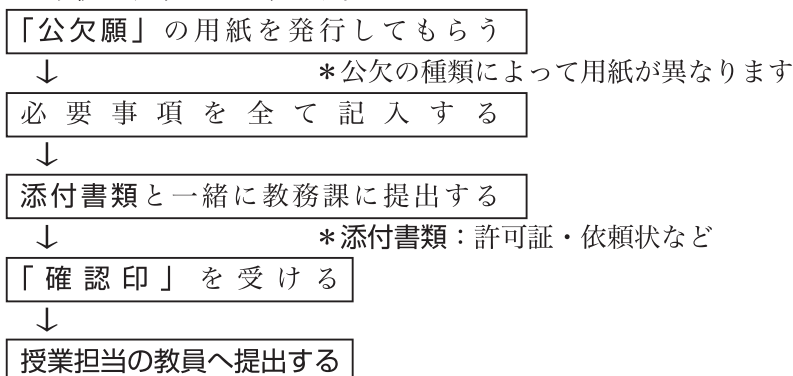 「公欠願」の用紙を発行してもらう
↓ *公欠の種類によって用紙が異なります
必要事項を全て記入する
↓
添付書類と一緒に教務課に提出する
↓ *添付書類：許可証・依頼状など
「確認印」を受ける
↓
授業担当の教員へ提出する